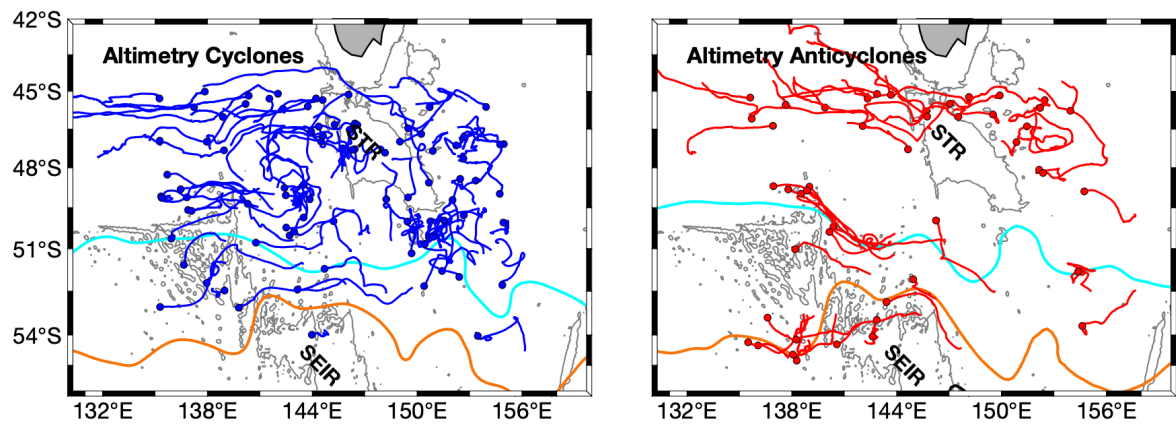 42°S
Altimetry Cyclones
45°S
STR
48°S
51°S
54°S
SEIR
132°E 138°E 144°E 150°E 156°E
Altimetry Anticyclones
STR
SEIR
132°E 138°E 144°E 150°E 156°E